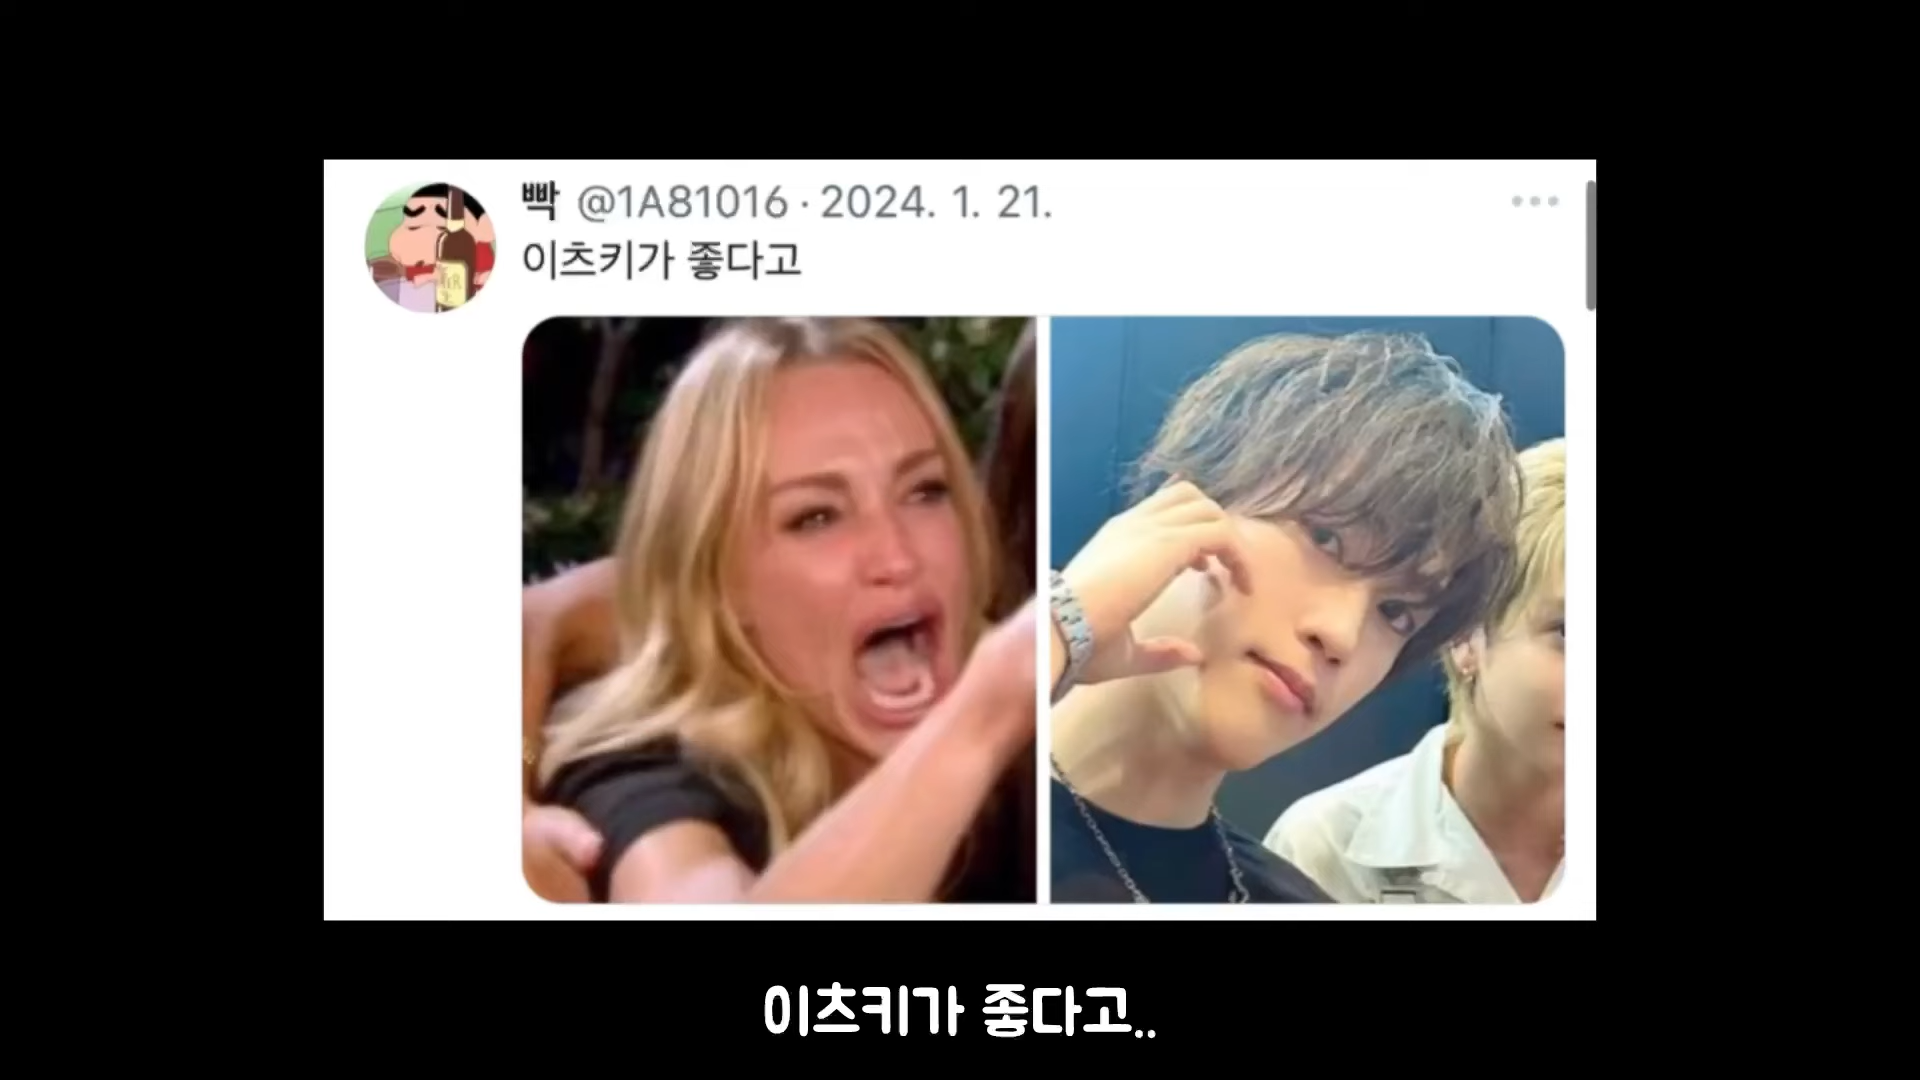 빡 @1A81016 · 2024. 1. 21.
이츠키가 좋다고
이츠키가 좋다고..